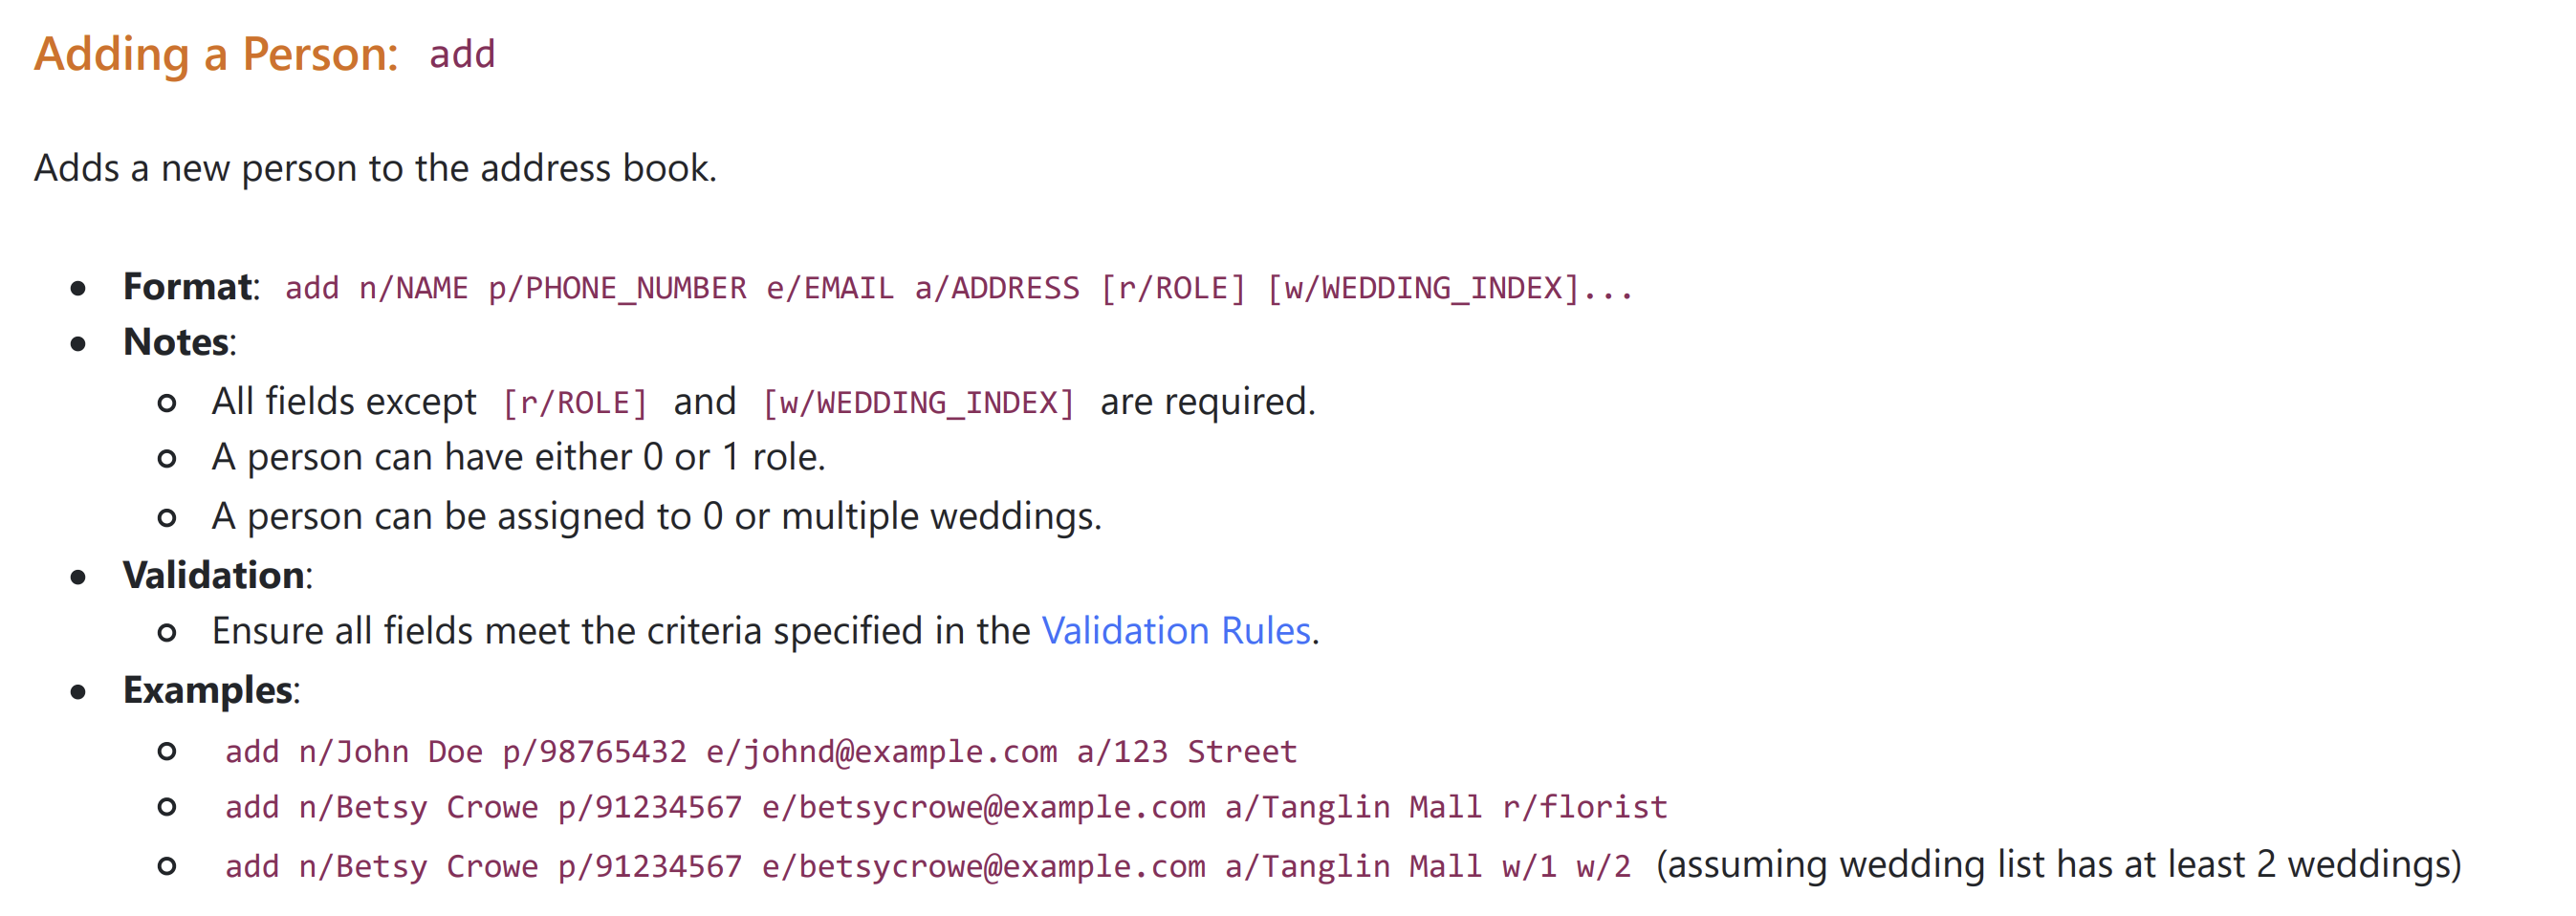 Adding a Person: add
Adds a new person to the address book.
Format: add n/NAME p/PHONE_NUMBER e/EMAIL a/ADDRESS [r/ROLE] [w/WEDDING_INDEX]...
Notes:
All fields except [r/ROLE] and [w/WEDDING_INDEX] are required.
A person can have either 0 or 1 role.
A person can be assigned to 0 or multiple weddings.
Validation:
Ensure all fields meet the criteria specified in the Validation Rules.
Examples:
add n/John Doe p/98765432 e/johnd@example.com a/123 Street
add n/Betsy Crowe p/91234567 e/betsycrowe@example.com a/Tanglin Mall r/florist
add n/Betsy Crowe p/91234567 e/betsycrowe@example.com a/Tanglin Mall w/1 w/2 (assuming wedding list has at least 2 weddings)